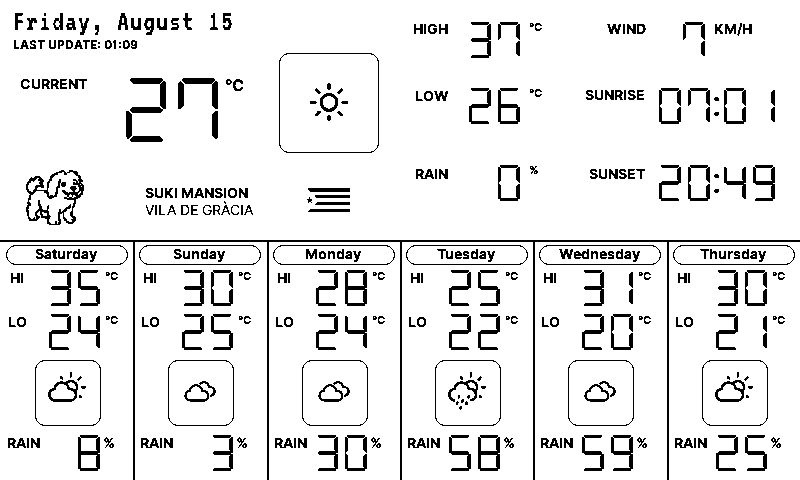 Friday, August 15
LAST UPDATE: 01:09
CURRENT 27 °C
HIGH 37 °C
LOW 26 °C
RAIN 0 %
WIND 7 KM/H
SUNRISE 07:01
SUNSET 20:49
SUKI MANSION
VILA DE GRÀCIA
Saturday
HI 35 °C
LO 24 °C
RAIN 8 %
Sunday
HI 30 °C
LO 25 °C
RAIN 3 %
Monday
HI 28 °C
LO 24 °C
RAIN 30 %
Tuesday
HI 25 °C
LO 22 °C
RAIN 58 %
Wednesday
HI 31 °C
LO 20 °C
RAIN 59 %
Thursday
HI 30 °C
LO 21 °C
RAIN 25 %